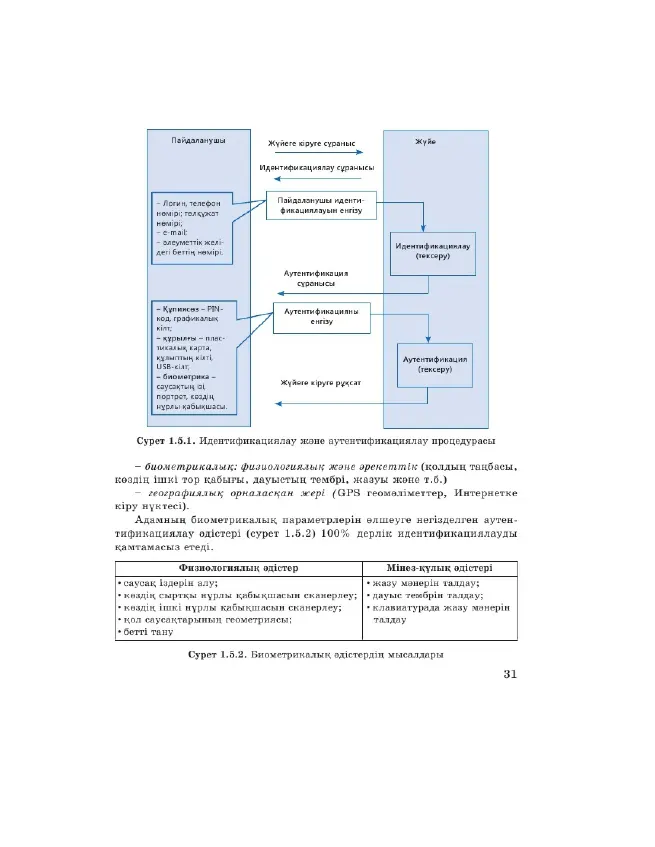 Пайдаланушы
Жүйеге кіруге сұраныс
Жүйе
Идентификациялау сұранысы
– Логин, телефон
нөмірі; төлқұжат
нөмірі;
– e-mail;
– әлеуметтік желі-
дегі беттің нөмірі.
Пайдаланушы иденти-
фикациялауын енгізу
Идентификациялау
(тексеру)
Аутентификация
сұранысы
– Құпиясөз – PIN-
код, графикалық
кілт;
– құрылғы – плас-
тикалық карта,
құлыптың кілті,
USB-кілт;
– биометрика –
саусақтың ізі,
портрет, көздің
нұрлы қабықшасы.
Аутентификацияны
енгізу
Аутентификация
(тексеру)
Жүйеге кіруге рұқсат
Сурет 1.5.1. Идентификациялау және аутентификациялау процедурасы
– биометрикалық: физиологиялық және әрекеттік (қолдың таңбасы,
көздің ішкі тор қабығы, дауыстың тембрі, жазуы және т.б.)
– географиялық орналасқан жері (GPS геомәліметтер, Интернетке
кіру нүктесі).
Адамның биометрикалық параметрлерін өлшеуге негізделген аутен-
тификациялау әдістері (сурет 1.5.2) 100% дерлік идентификациялауды
қамтамасыз етеді.
Физиологиялық әдістер
• саусақ іздерін алу;
• көздің сыртқы нұрлы қабықшасын сканерлеу;
• көздің ішкі нұрлы қабықшасын сканерлеу;
• қол саусақтарының геометриясы;
• бетті тану
Мінез-құлық әдістері
• жазу мәнерін талдау;
• дауыс тембрін талдау;
• клавиатурада жазу мәнерін
талдау
Сурет 1.5.2. Биометрикалық әдістердің мысалдары
31